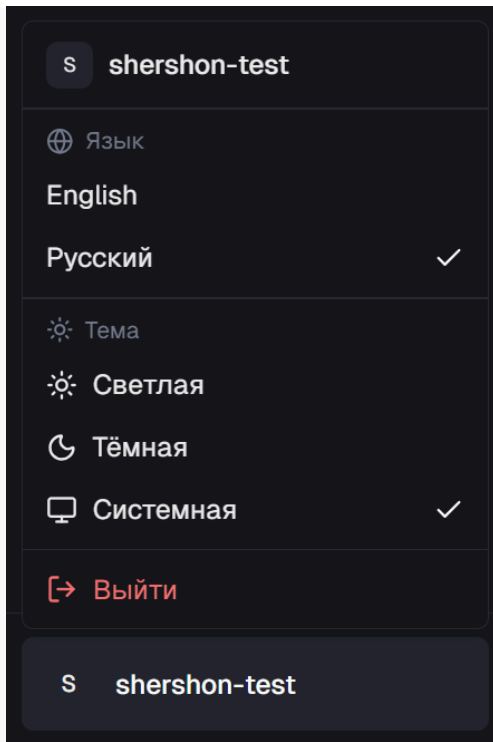 S shershon-test
Язык
English
Русский
Тема
Светлая
Тёмная
Системная
Выйти
S shershon-test